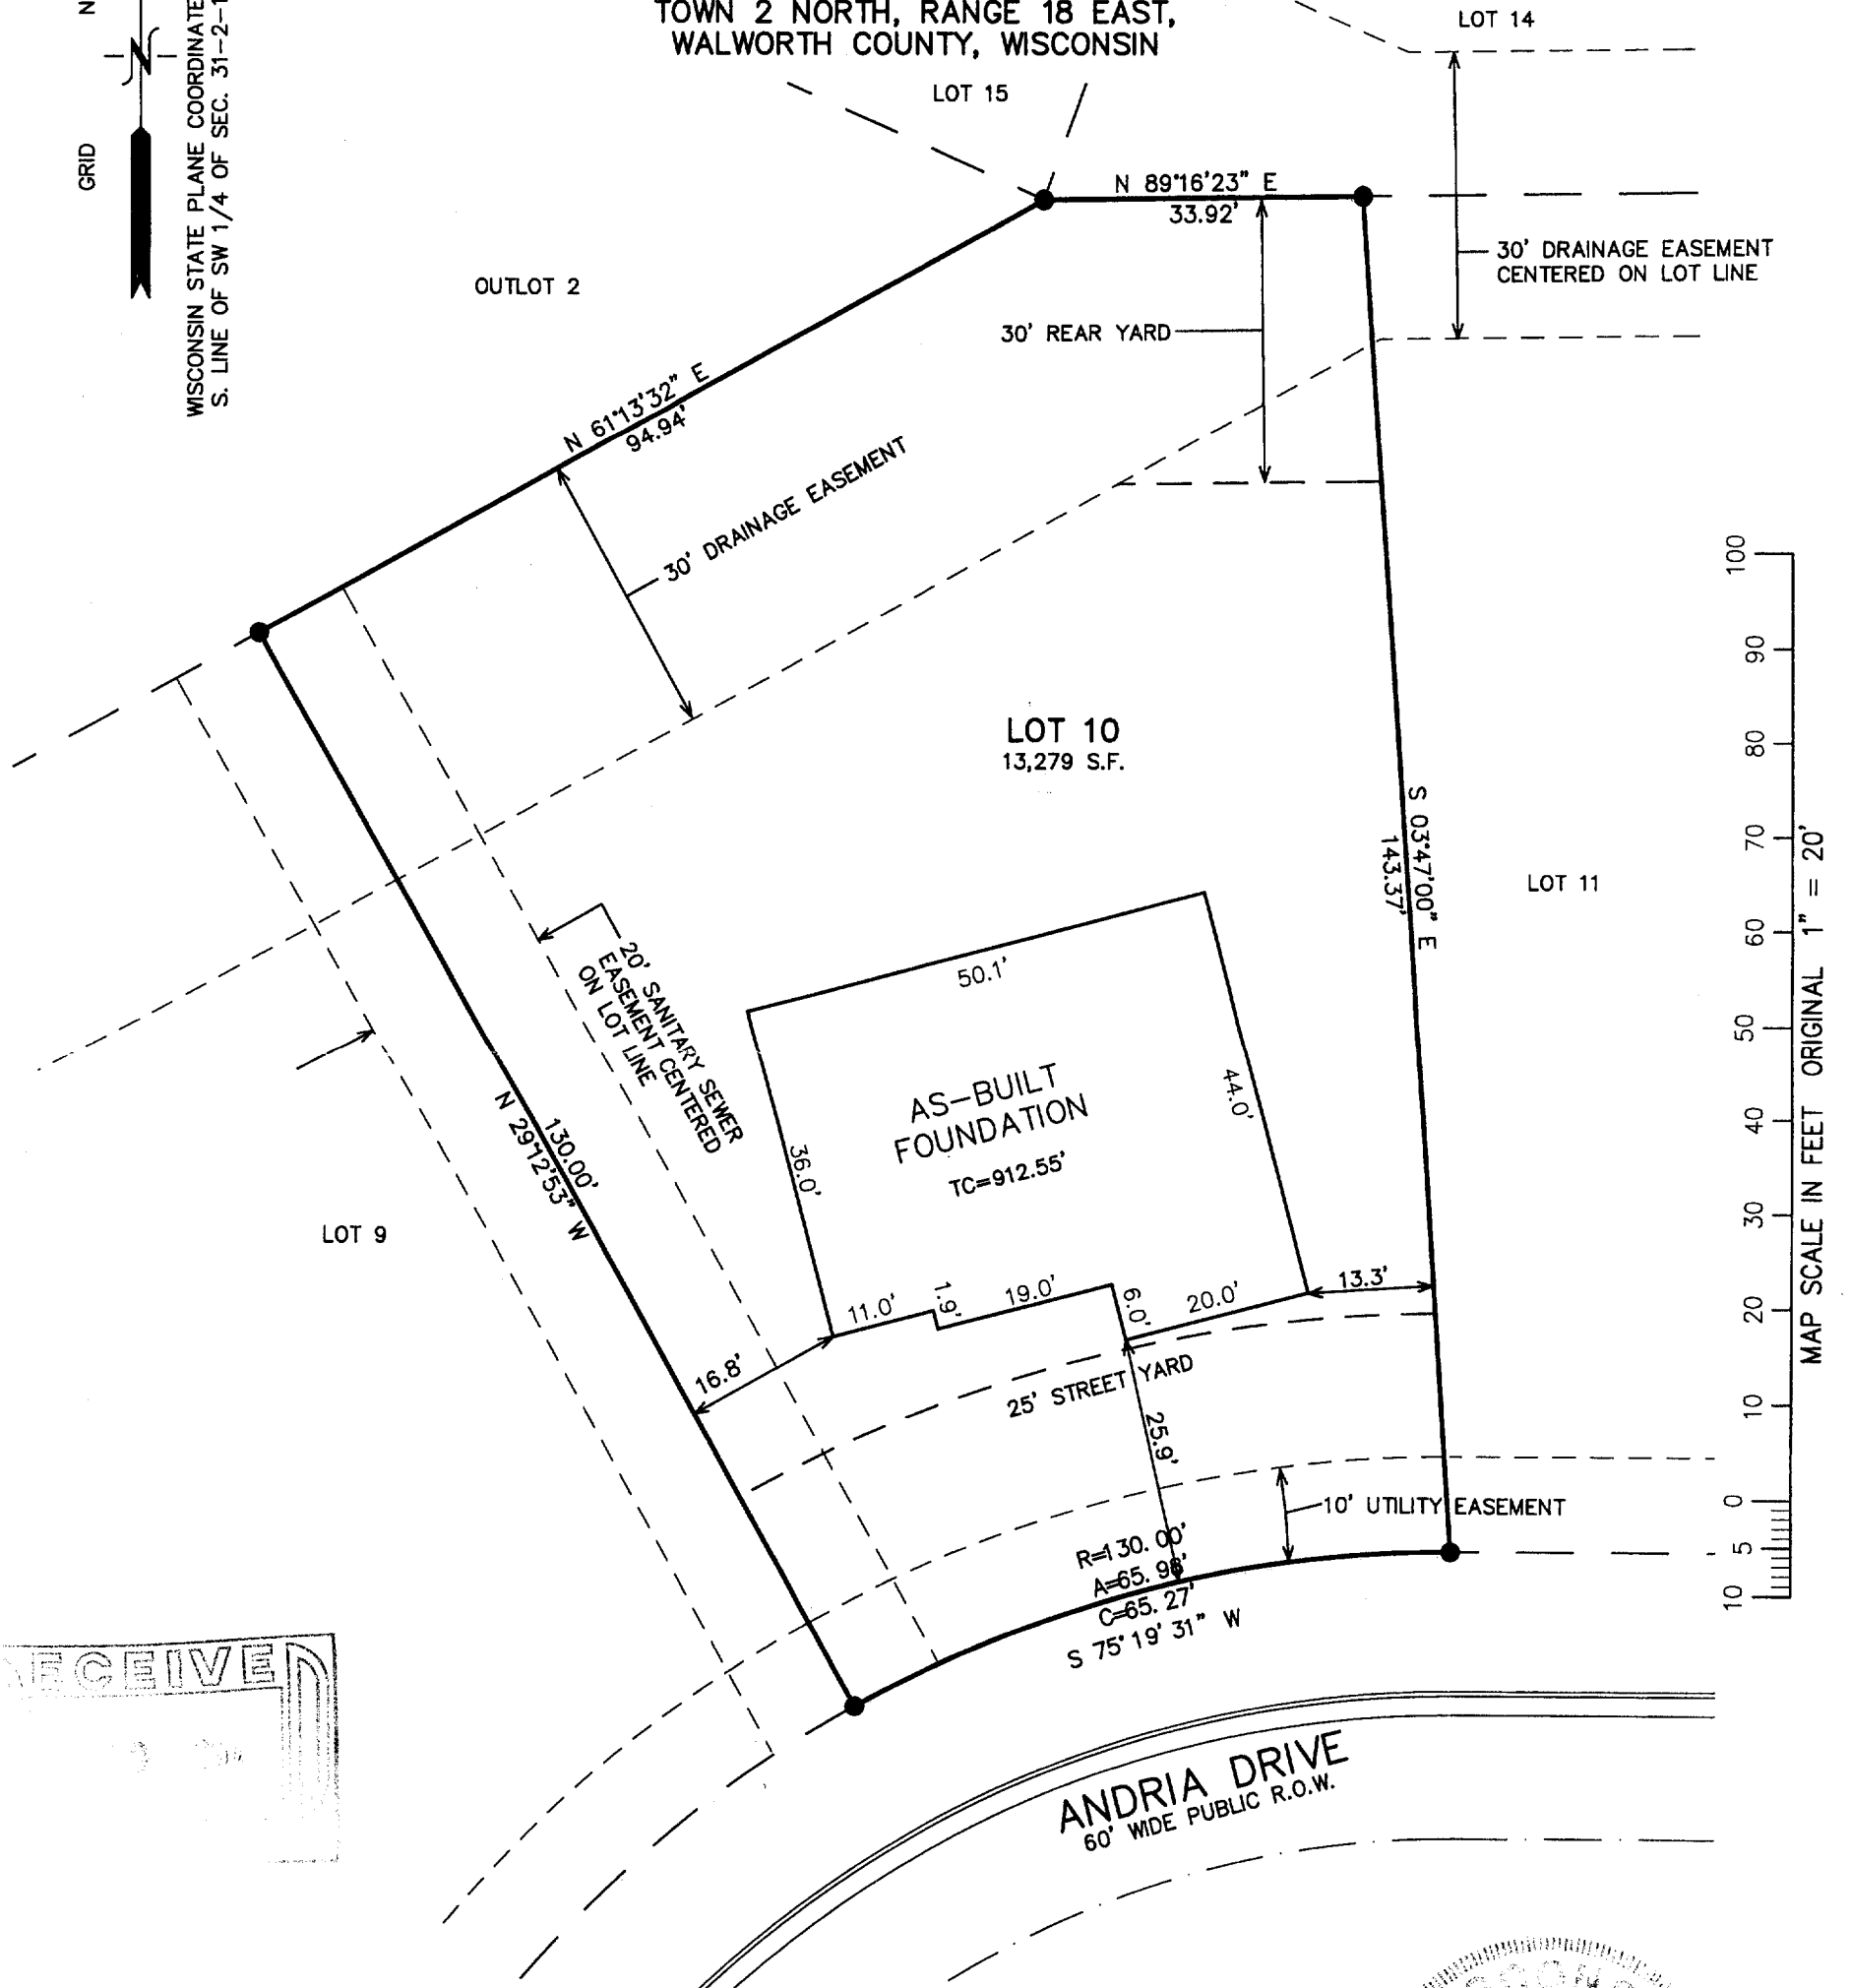 TOWN 2 NORTH, RANGE 18 EAST,
WALWORTH COUNTY, WISCONSIN
N
GRID
WISCONSIN STATE PLANE COORDINATE
S. LINE OF SW 1/4 OF SEC. 31-2-1
LOT 14
LOT 15
N 89°16'23" E
33.92'
30' DRAINAGE EASEMENT
CENTERED ON LOT LINE
OUTLOT 2
30' REAR YARD
N 61°13'32" E
94.94'
30' DRAINAGE EASEMENT
LOT 10
13,279 S.F.
S 03°47'00" E
143.37'
LOT 11
20' SANITARY SEWER
EASEMENT CENTERED
ON LOT LINE
50.1'
44.0'
AS-BUILT
FOUNDATION
TC=912.55'
36.0'
130.00'
N 29°12'53" W
LOT 9
11.0'
1.9'
19.0'
6.0'
20.0'
13.3'
16.8'
25' STREET YARD
25.9'
10' UTILITY EASEMENT
R=130.00'
A=65.98'
C=65.27'
S 75°19'31" W
ANDRIA DRIVE
60' WIDE PUBLIC R.O.W.
100
90
80
70
60
50
40
30
20
10
0
5
10
MAP SCALE IN FEET ORIGINAL 1" = 20'
RECEIVED